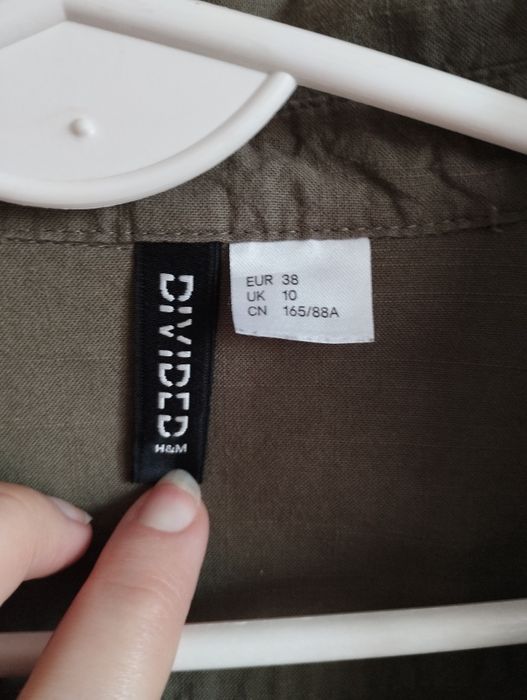 DIVIDED
H&M
EUR 38
UK 10
CN 165/88A